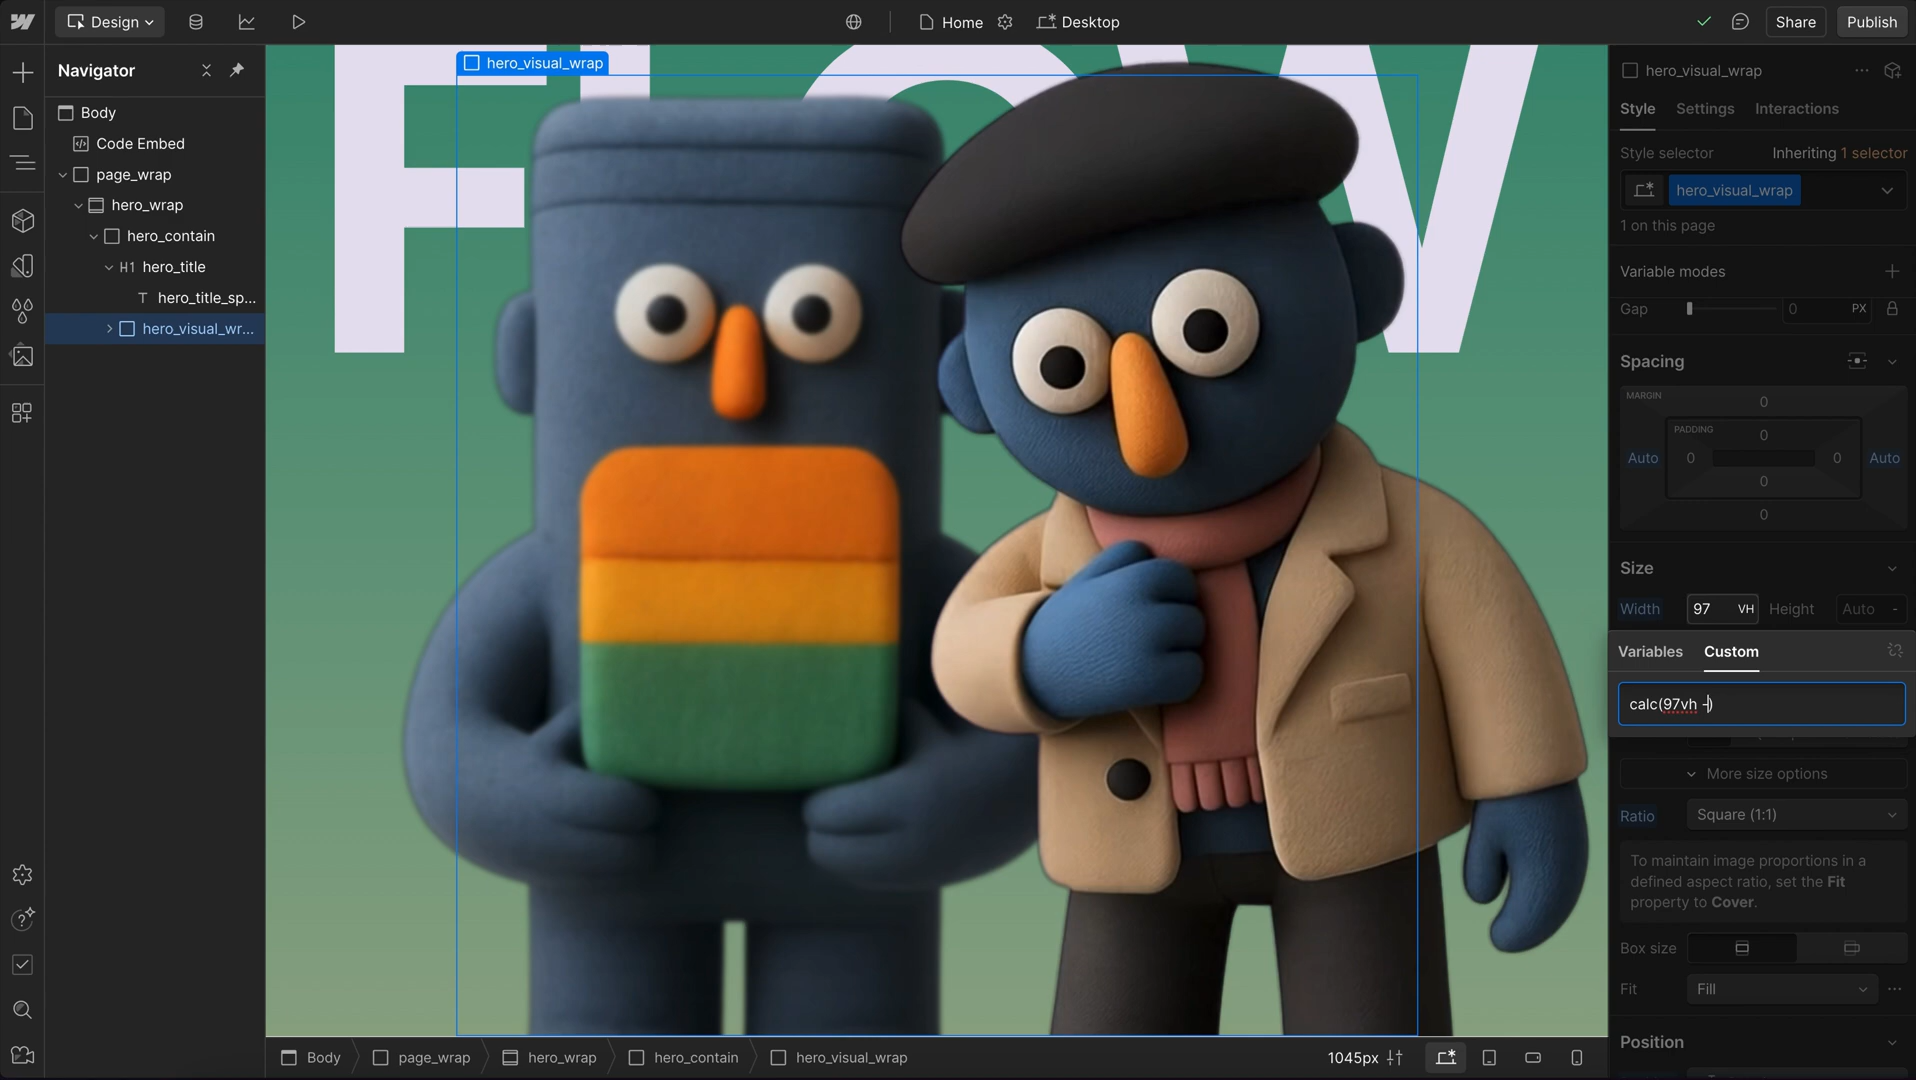 Design
Home
Desktop
Share
Publish
Navigator
Body
Code Embed
page_wrap
hero_wrap
hero_contain
H1 hero_title
T hero_title_sp...
hero_visual_wr...
FLOW
hero_visual_wrap
hero_visual_wrap
Style
Settings
Interactions
Style selector
Inheriting 1 selector
hero_visual_wrap
1 on this page
Variable modes
Gap
0
PX
Spacing
MARGIN
0
PADDING
0
Auto
0
0
Auto
0
0
Size
Width
97
VH
Height
Auto
-
Variables
Custom
calc(97vh -)
More size options
Ratio
Square (1:1)
To maintain image proportions in a
defined aspect ratio, set the Fit
property to Cover.
Box size
Fit
Fill
Position
Body
page_wrap
hero_wrap
hero_contain
hero_visual_wrap
1045px